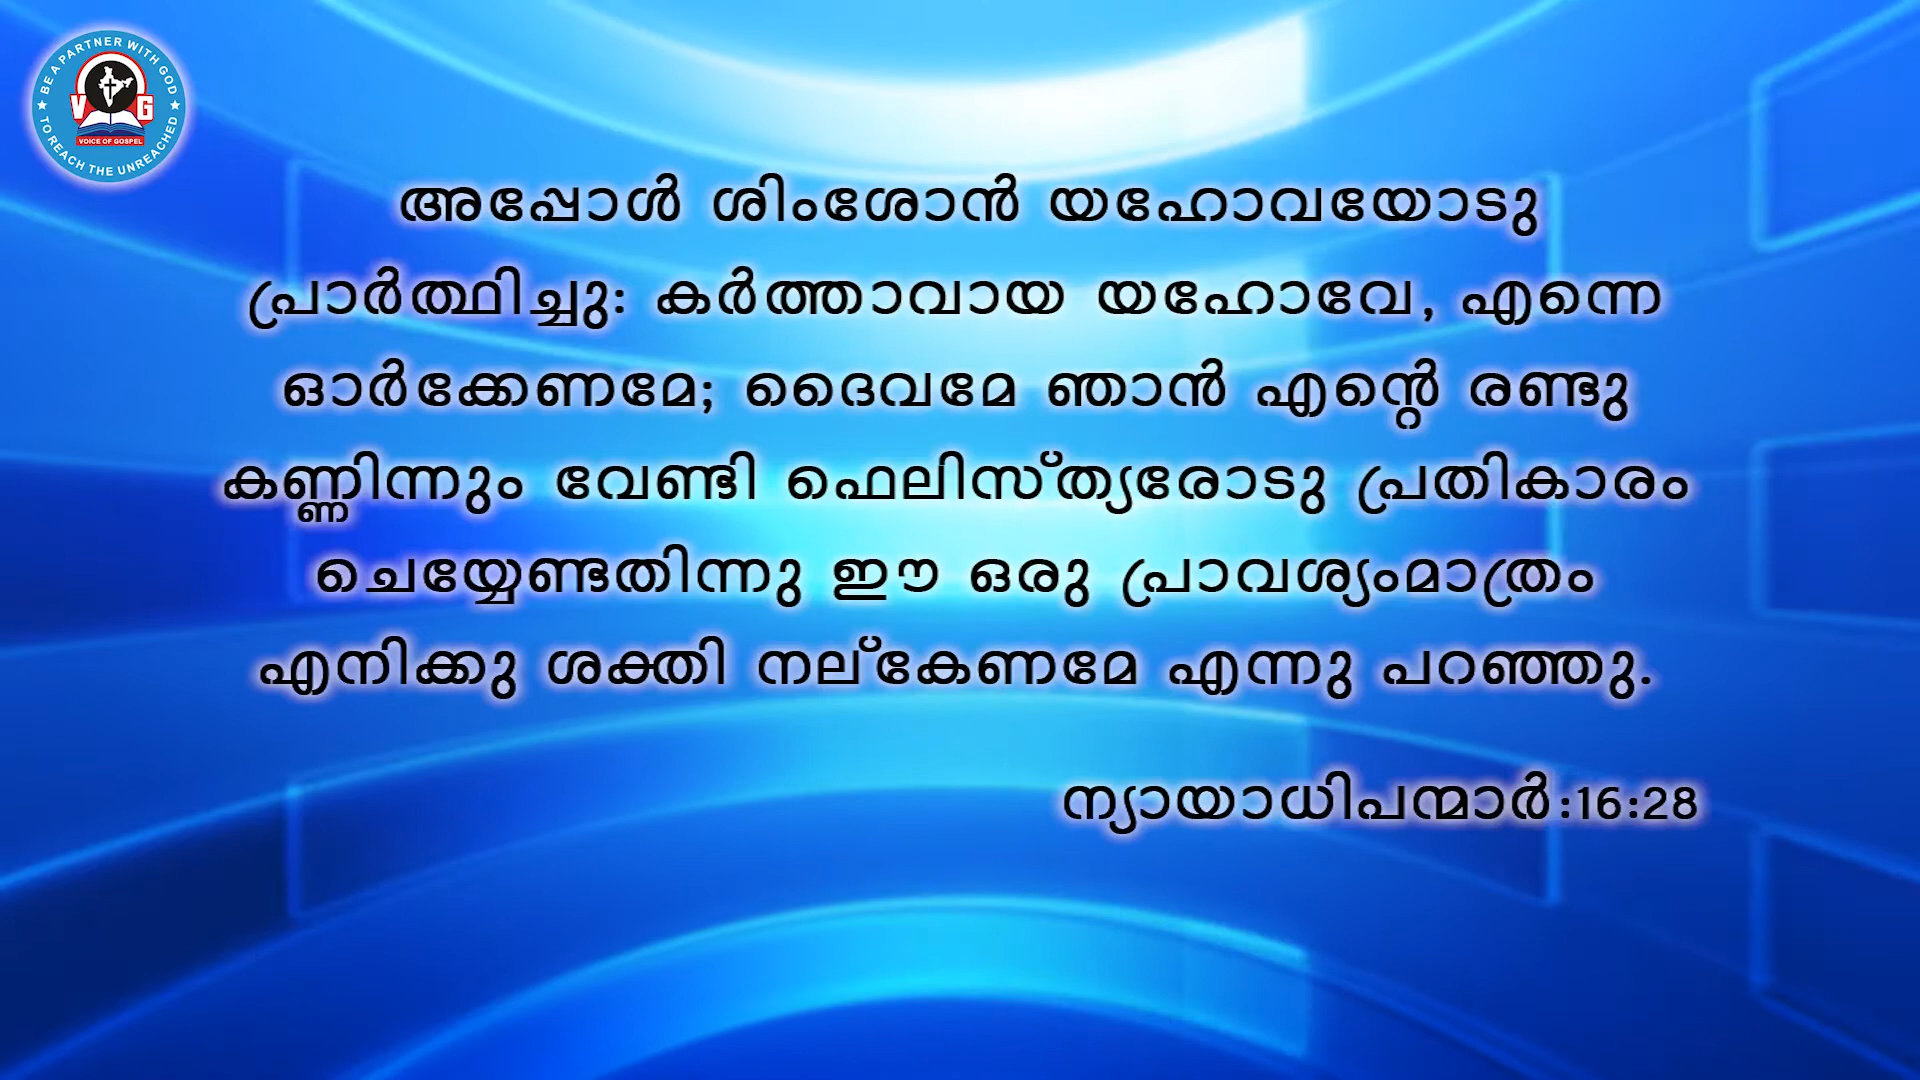 BE A PARTNER WITH GOD
V G
VOICE OF GOSPEL
TO REACH THE UNREACHED
അപ്പോൾ ശിംശോൻ യഹോവയോടു
പ്രാർത്ഥിച്ചു: കർത്താവായ യഹോവേ, എന്നെ
ഓർക്കേണമേ; ദൈവമേ ഞാൻ എന്റെ രണ്ടു
കണ്ണിന്നും വേണ്ടി ഫെലിസ്ത്യരോടു പ്രതികാരം
ചെയ്യേണ്ടതിന്നു ഈ ഒരു പ്രാവശ്യംമാത്രം
എനിക്കു ശക്തി നല്കേണമേ എന്നു പറഞ്ഞു.
ന്യായാധിപന്മാർ:16:28